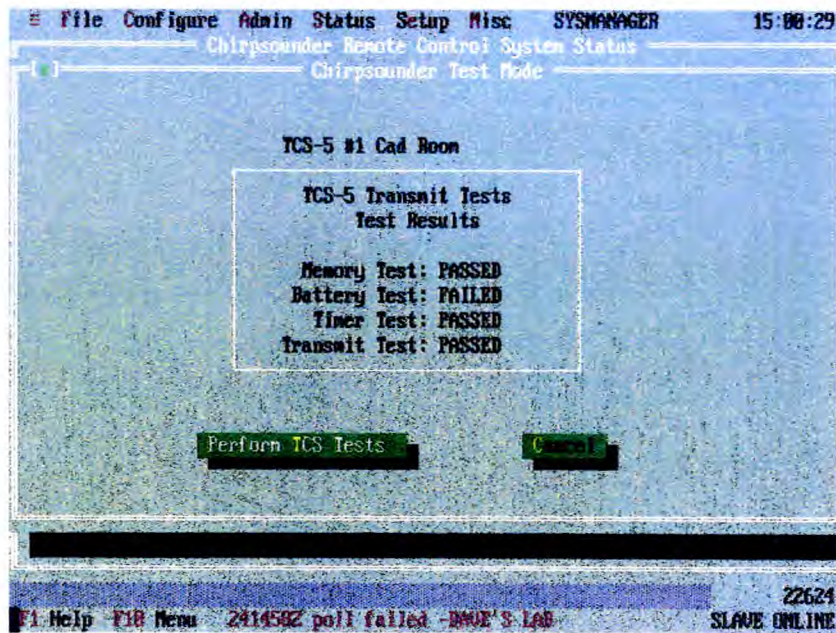 ≡ File Configure Admin Status Setup Misc SYSMANAGER 15:00:29
Chirpsounder Remote Control System Status
Chirpsounder Test Mode
TCS-5 #1 Cad Room
TCS-5 Transmit Tests
Test Results
Memory Test: PASSED
Battery Test: FAILED
Timer Test: PASSED
Transmit Test: PASSED
Perform TCS Tests Cancel
22624
F1 Help F10 Menu 241458Z poll failed -DAVE'S LAB SLAVE ONLINE